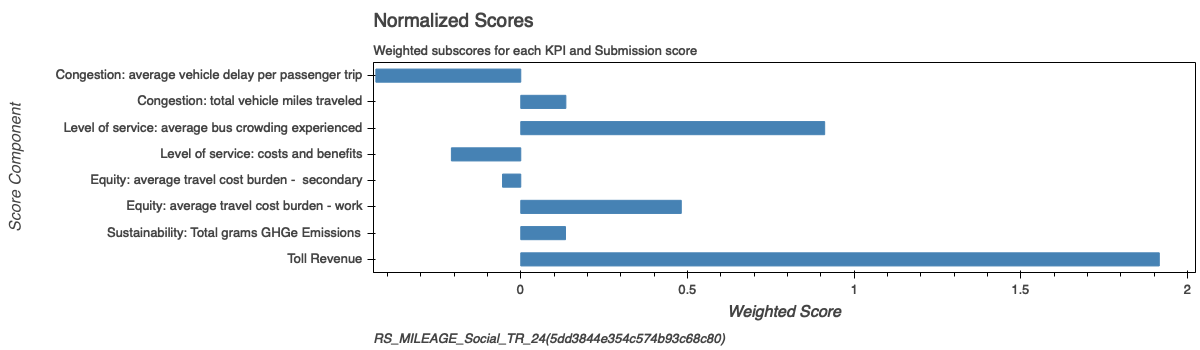 Normalized Scores
Weighted subscores for each KPI and Submission score
Score Component
Congestion: average vehicle delay per passenger trip
Congestion: total vehicle miles traveled
Level of service: average bus crowding experienced
Level of service: costs and benefits
Equity: average travel cost burden -  secondary
Equity: average travel cost burden - work
Sustainability: Total grams GHGe Emissions
Toll Revenue
0 0.5 1 1.5 2
Weighted Score
RS_MILEAGE_Social_TR_24(5dd3844e354c574b93c68c80)